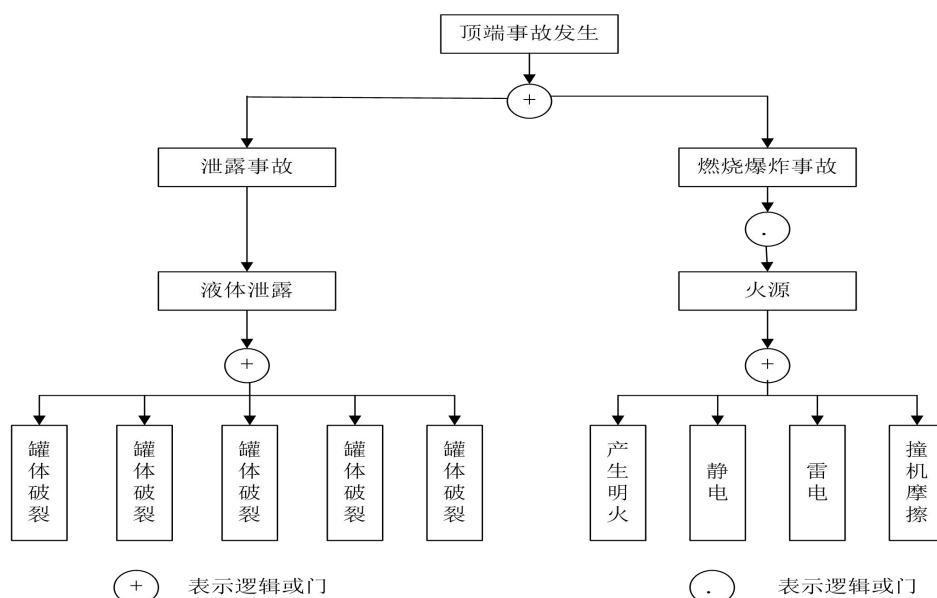 顶端事故发生
+
泄露事故
燃烧爆炸事故
.
液体泄露
火源
+
+
罐体破裂
罐体破裂
罐体破裂
罐体破裂
罐体破裂
产生明火
静电
雷电
撞机摩擦
+ 表示逻辑或门
. 表示逻辑或门